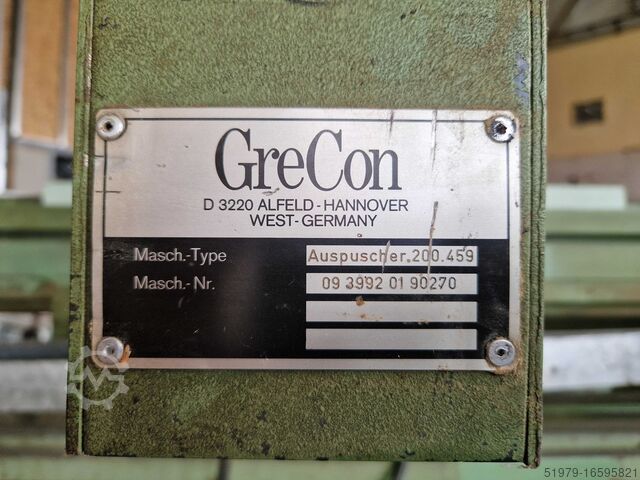 GreCon
D 3220 ALFELD-HANNOVER
WEST-GERMANY
Masch.-Type Auspuscher.200.459
Masch.-Nr. 09 3992 01 90270
51979-16595821